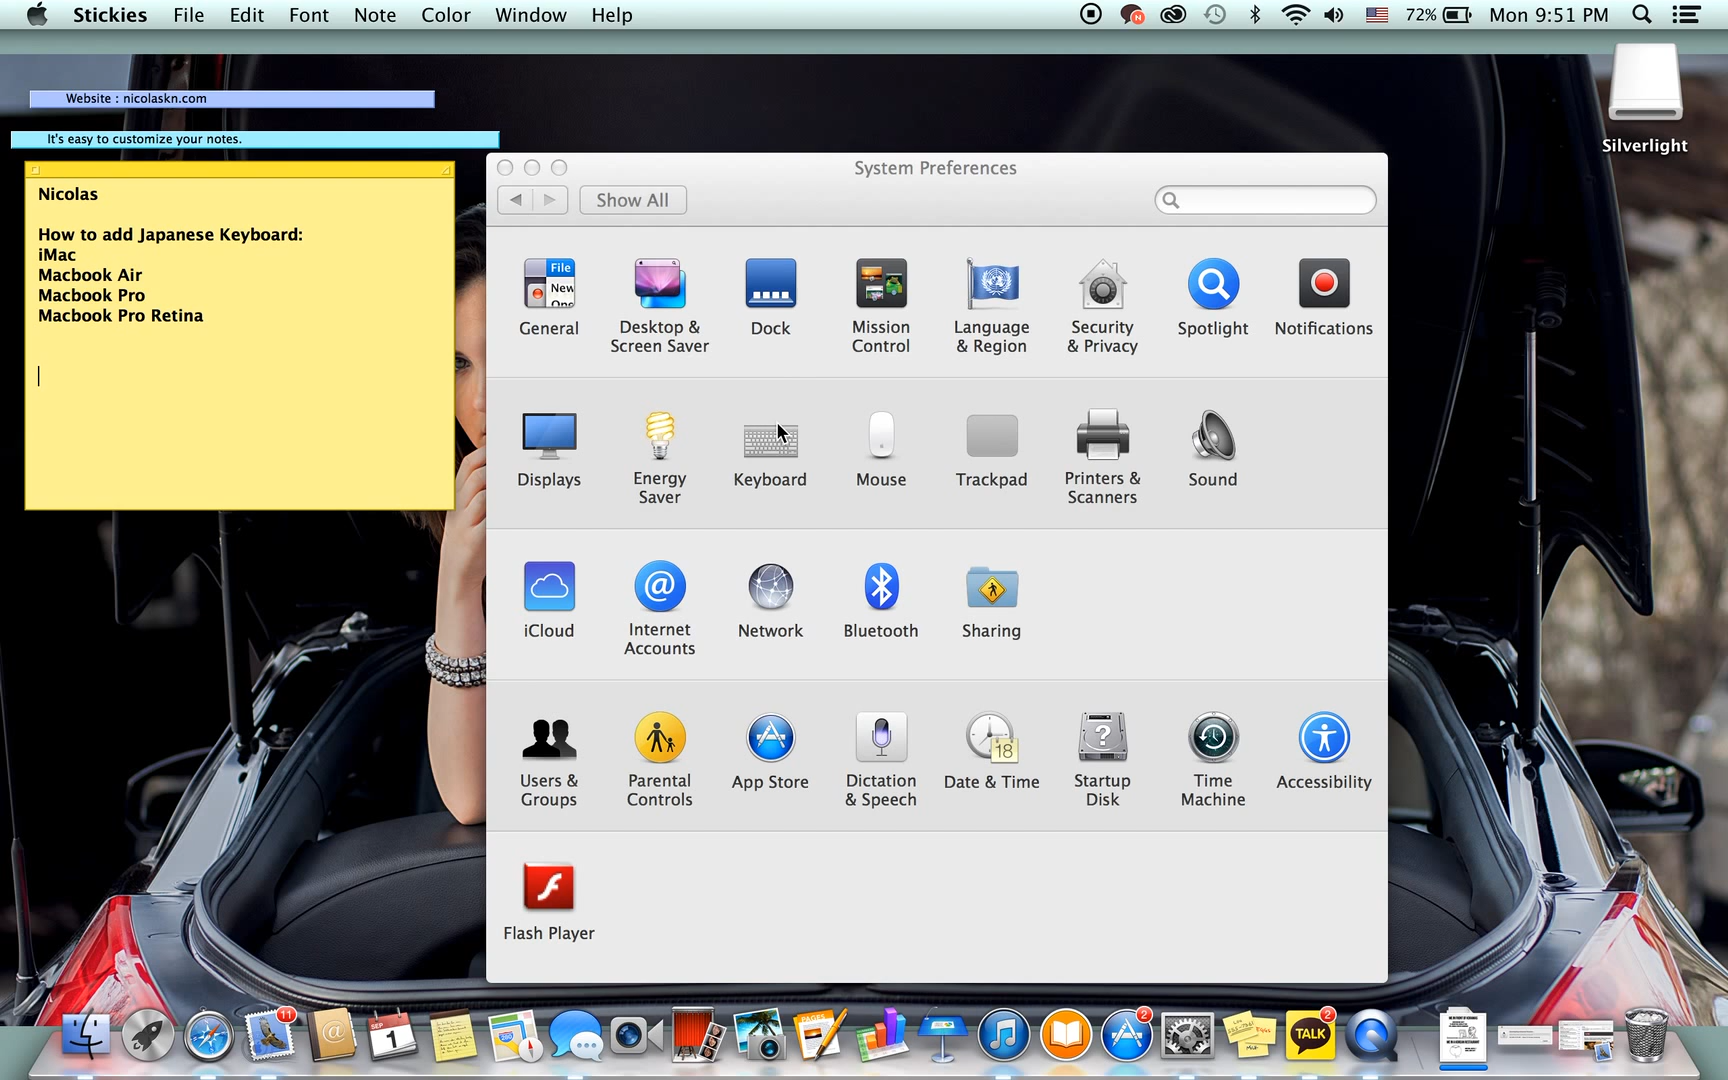 Stickies File Edit Font Note Color Window Help
72% Mon 9:51 PM
Silverlight
Website : nicolaskn.com
It's easy to customize your notes.
Nicolas
How to add Japanese Keyboard:
iMac
Macbook Air
Macbook Pro
Macbook Pro Retina
System Preferences
Show All
File
New
General
Desktop &
Screen Saver
Dock
Mission
Control
Language
& Region
Security
& Privacy
Spotlight
Notifications
Displays
Energy
Saver
Keyboard
Mouse
Trackpad
Printers &
Scanners
Sound
iCloud
Internet
Accounts
Network
Bluetooth
Sharing
18
Users &
Groups
Parental
Controls
App Store
Dictation
& Speech
Date & Time
Startup
Disk
Time
Machine
Accessibility
Flash Player
11
SEP
1
PAGES
2
TALK
2